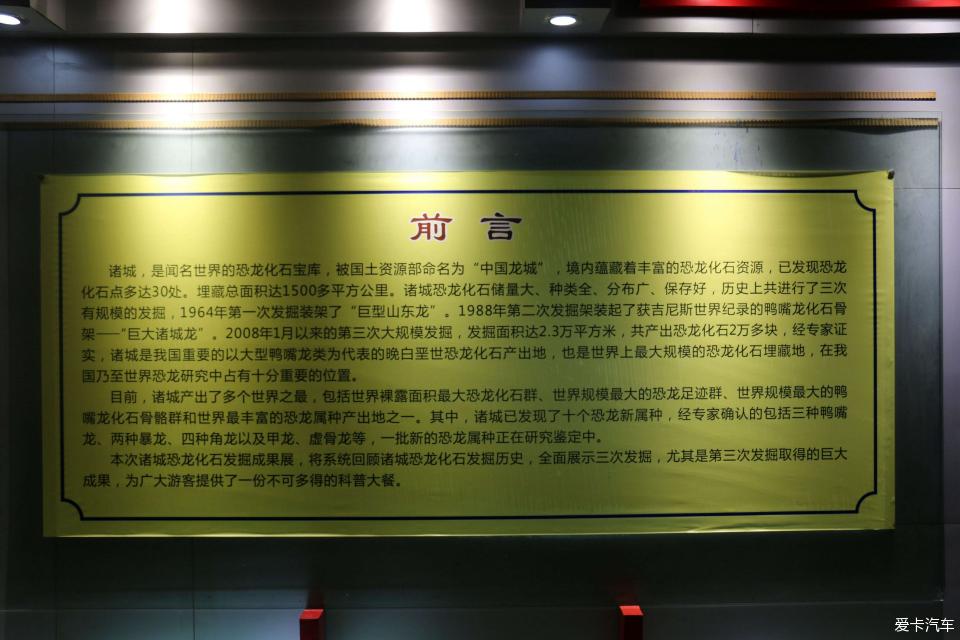 前言
诸城，是闻名世界的恐龙化石宝库，被国土资源部命名为“中国龙城”，境内蕴藏着丰富的恐龙化石资源，已发现恐龙
化石点多达30处。埋藏总面积达1500多平方公里。诸城恐龙化石储量大、种类全、分布广、保存好，历史上共进行了三次
有规模的发掘，1964年第一次发掘装架了“巨型山东龙”。1988年第二次发掘架装起了获吉尼斯世界纪录的鸭嘴龙化石骨
架——“巨大诸城龙”。2008年1月以来的第三次大规模发掘，发掘面积达2.3万平方米，共产出恐龙化石2万多块，经专家证
实，诸城是我国重要的以大型鸭嘴龙类为代表的晚白垩世恐龙化石产出地，也是世界上最大规模的恐龙化石埋藏地，在我
国乃至世界恐龙研究中占有十分重要的位置。
目前，诸城产出了多个世界之最，包括世界裸露面积最大恐龙化石群、世界规模最大的恐龙足迹群、世界规模最大的鸭
嘴龙化石骨骼群和世界最丰富的恐龙属种产出地之一。其中，诸城已发现了十个恐龙新属种，经专家确认的包括三种鸭嘴
龙、两种暴龙、四种角龙以及甲龙、虚骨龙等，一批新的恐龙属种正在研究鉴定中。
本次诸城恐龙化石发掘成果展，将系统回顾诸城恐龙化石发掘历史，全面展示三次发掘，尤其是第三次发掘取得的巨大
成果，为广大游客提供了一份不可多得的科普大餐。
爱卡汽车